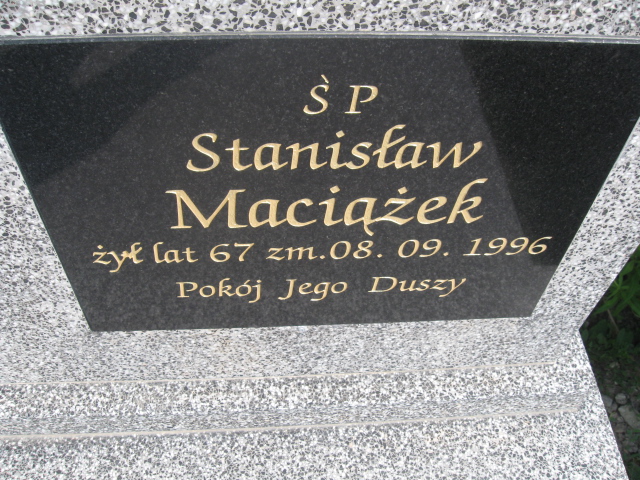 Ś P
Stanisław
Maciążek
żył lat 67 zm.08. 09. 1996
Pokój Jego Duszy